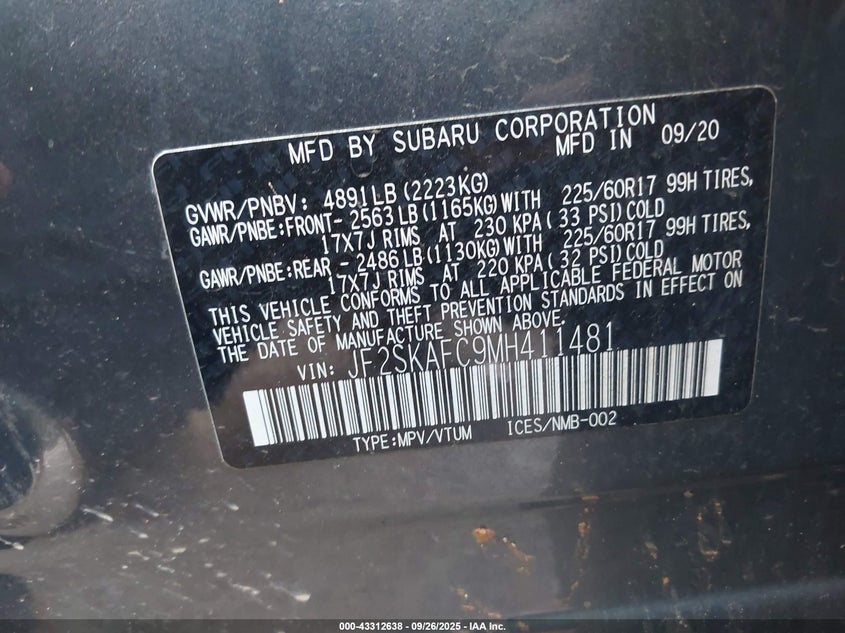 MFD BY SUBARU CORPORATION
MFD IN 09/20
GVWR/PNBV: 4891LB(2223KG)
GAWR/PNBE:FRONT- 2563LB(1165KG)WITH 225/60R17 99H TIRES,
17X7J RIMS AT 230 KPA(33 PSI)COLD
GAWR/PNBE:REAR - 2486LB(1130KG)WITH 225/60R17 99H TIRES,
17X7J RIMS AT 220 KPA(32 PSI)COLD
THIS VEHICLE CONFORMS TO ALL APPLICABLE FEDERAL MOTOR
VEHICLE SAFETY AND THEFT PREVENTION STANDARDS IN EFFECT ON
THE DATE OF MANUFACTURE SHOWN ABOVE.
VIN: JF2SKAFC9MH411481
TYPE:MPV/VTUM ICES/NMB-002
000-43312638 - 09/26/2025 - IAA Inc.